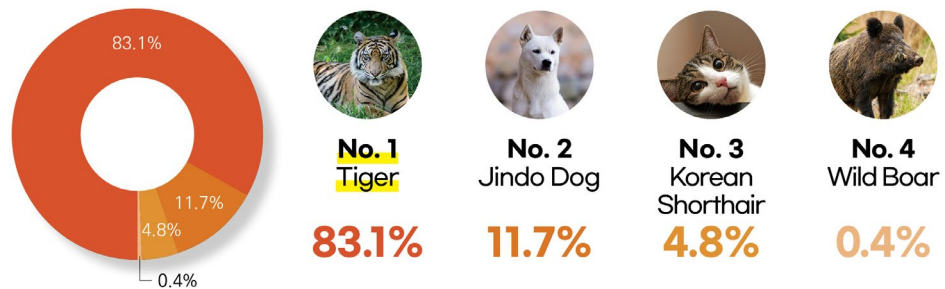 83.1%
11.7%
4.8%
0.4%
No. 1
Tiger
83.1%
No. 2
Jindo Dog
11.7%
No. 3
Korean
Shorthair
4.8%
No. 4
Wild Boar
0.4%